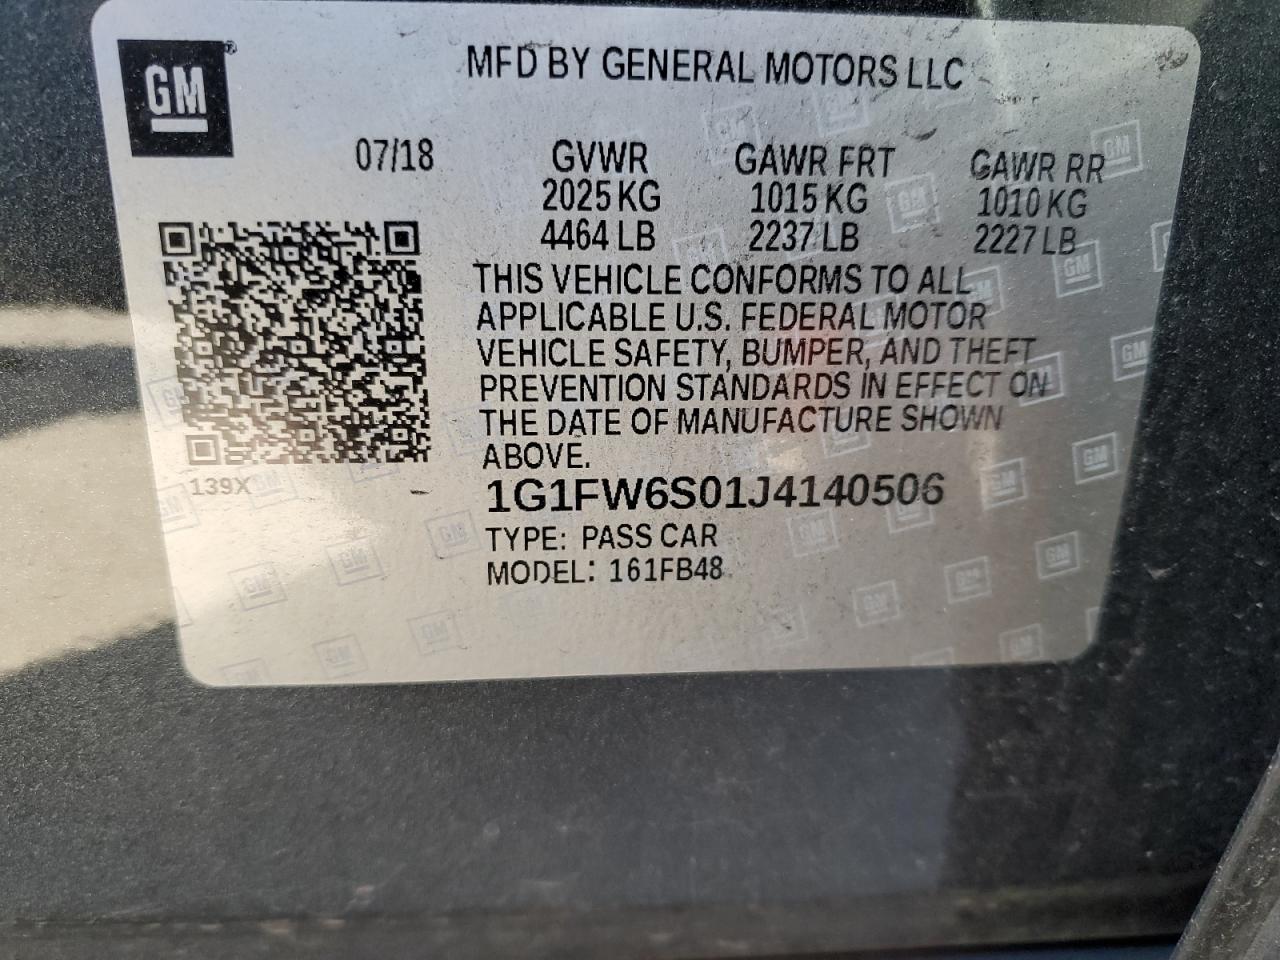 GM®
MFD BY GENERAL MOTORS LLC
07/18 GVWR GAWR FRT GAWR RR
2025 KG 1015 KG 1010 KG
4464 LB 2237 LB 2227 LB
THIS VEHICLE CONFORMS TO ALL
APPLICABLE U.S. FEDERAL MOTOR
VEHICLE SAFETY, BUMPER, AND THEFT
PREVENTION STANDARDS IN EFFECT ON
THE DATE OF MANUFACTURE SHOWN
ABOVE.
139X
1G1FW6S01J4140506
TYPE: PASS CAR
MODEL: 161FB48